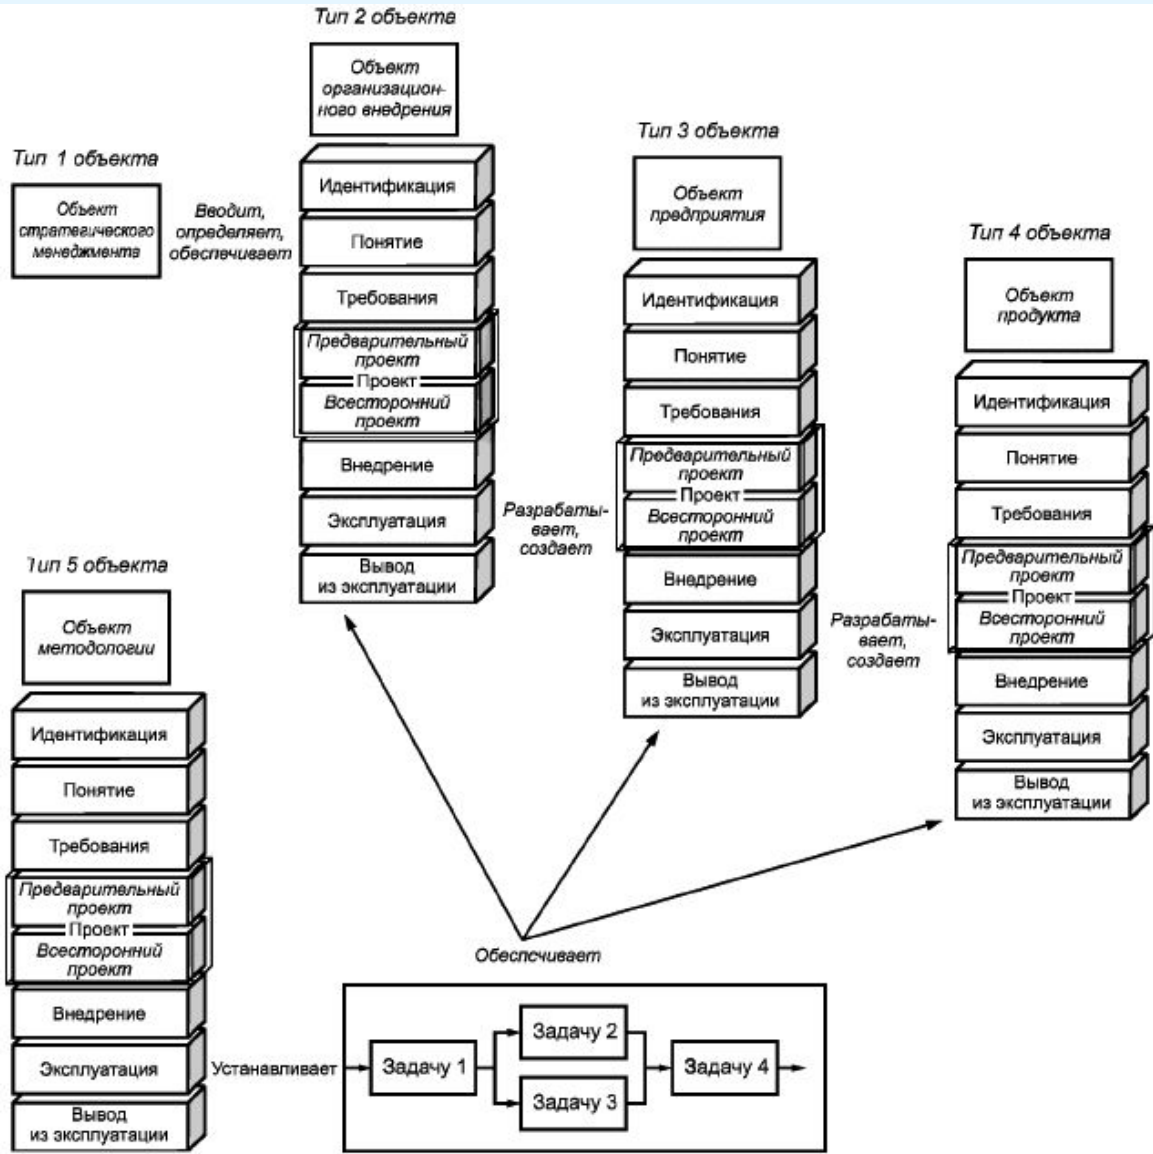 Тип 2 объекта
Объект
организацион-
ного внедрения
Идентификация
Понятие
Требования
Предварительный
проект
Проект
Всесторонний
проект
Внедрение
Эксплуатация
Вывод
из эксплуатации
Тип 1 объекта
Объект
стратегического
менеджмента
Вводит,
определяет,
обеспечивает
Тип 3 объекта
Объект
предприятия
Идентификация
Понятие
Требования
Предварительный
проект
Проект
Всесторонний
проект
Внедрение
Эксплуатация
Вывод
из эксплуатации
Разрабаты-
вает,
создает
Тип 4 объекта
Объект
продукта
Идентификация
Понятие
Требования
Предварительный
проект
Проект
Всесторонний
проект
Внедрение
Эксплуатация
Вывод
из эксплуатации
Разрабаты-
вает,
создает
Тип 5 объекта
Объект
методологии
Идентификация
Понятие
Требования
Предварительный
проект
Проект
Всесторонний
проект
Внедрение
Эксплуатация
Вывод
из эксплуатации
Обеспсчивает
Устанавливает
Задачу 1
Задачу 2
Задачу 3
Задачу 4